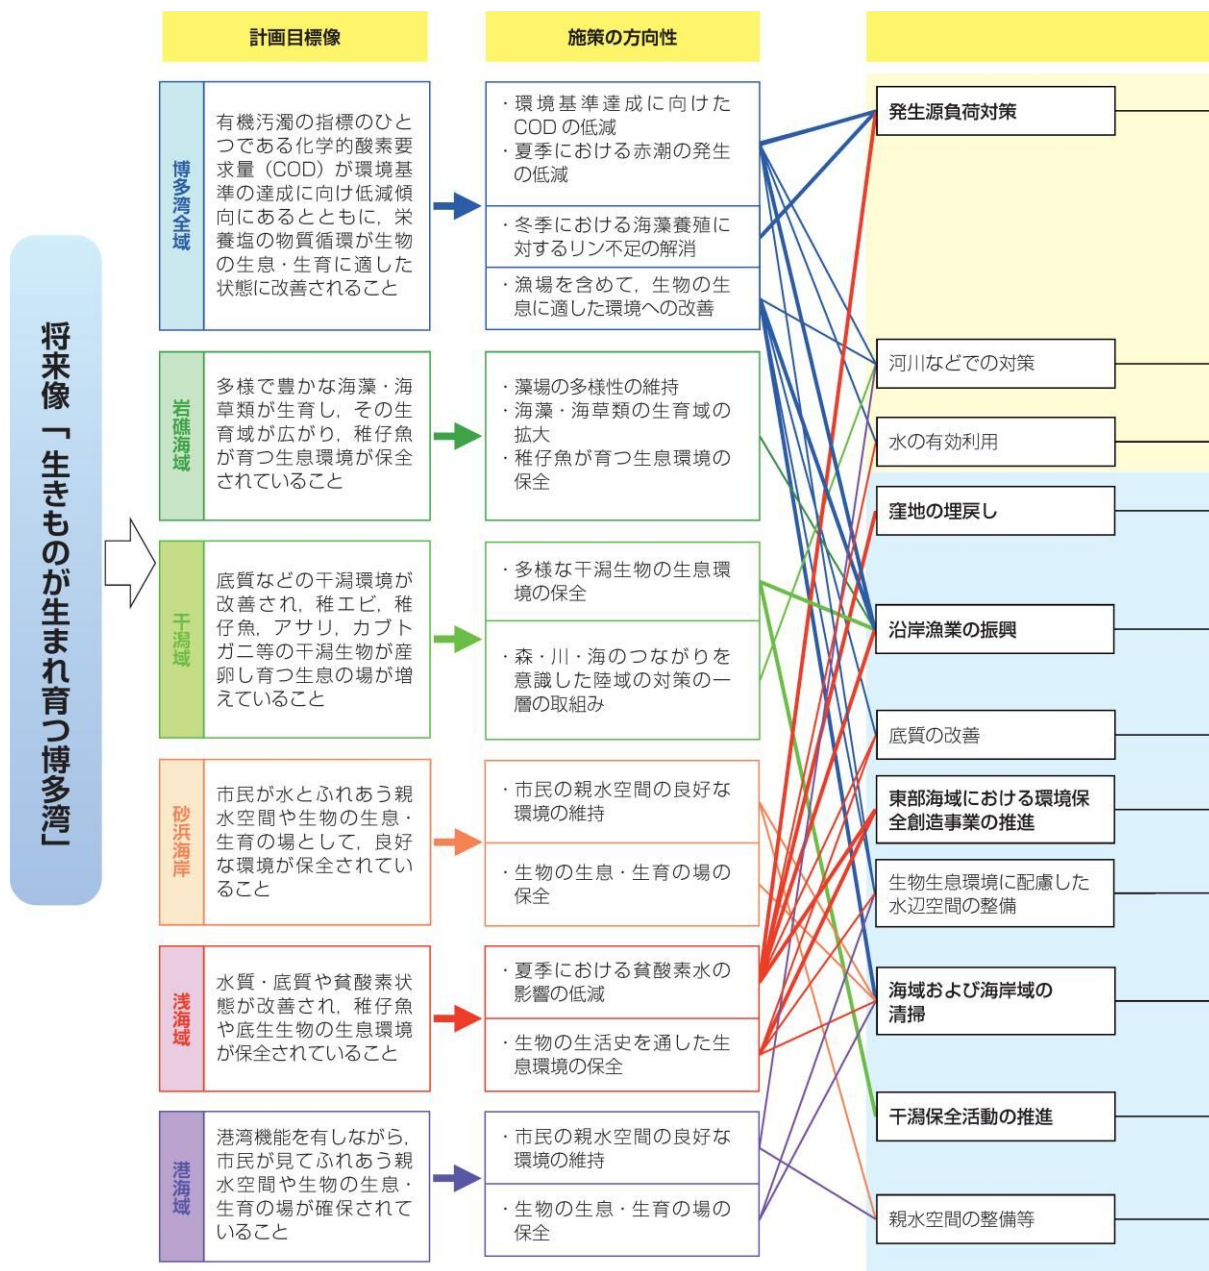 計画目標像
施策の方向性
将来像「生きものが生まれ育つ博多湾」
博多湾全域
有機汚濁の指標のひと
つである化学的酸素要
求量（COD）が環境基
準の達成に向け低減傾
向にあるとともに，栄
養塩の物質循環が生物
の生息・生育に適した
状態に改善されること
・環境基準達成に向けた
COD の低減
・夏季における赤潮の発生
の低減
・冬季における海藻養殖に
対するリン不足の解消
・漁場を含めて，生物の生
息に適した環境への改善
岩礁海域
多様で豊かな海藻・海
草類が生育し，その生
育域が広がり，稚仔魚
が育つ生息環境が保全
されていること
・藻場の多様性の維持
・海藻・海草類の生育域の
拡大
・稚仔魚が育つ生息環境の
保全
干潟域
底質などの干潟環境が
改善され，稚エビ，稚
仔魚，アサリ，カブト
ガニ等の干潟生物が産
卵し育つ生息の場が増
えていること
・多様な干潟生物の生息環
境の保全
・森・川・海のつながりを
意識した陸域の対策の一
層の取組み
砂浜海岸
市民が水とふれあう親
水空間や生物の生息・
生育の場として，良好
な環境が保全されてい
ること
・市民の親水空間の良好な
環境の維持
・生物の生息・生育の場の
保全
浅海域
水質・底質や貧酸素状
態が改善され，稚仔魚
や底生生物の生息環境
が保全されていること
・夏季における貧酸素水の
影響の低減
・生物の生活史を通した生
息環境の保全
港海域
港湾機能を有しながら，
市民が見てふれあう親
水空間や生物の生息・
生育の場が確保されて
いること
・市民の親水空間の良好な
環境の維持
・生物の生息・生育の場の
保全
発生源負荷対策
河川などでの対策
水の有効利用
窪地の埋戻し
沿岸漁業の振興
底質の改善
東部海域における環境保
全創造事業の推進
生物生息環境に配慮した
水辺空間の整備
海域および海岸域の
清掃
干潟保全活動の推進
親水空間の整備等